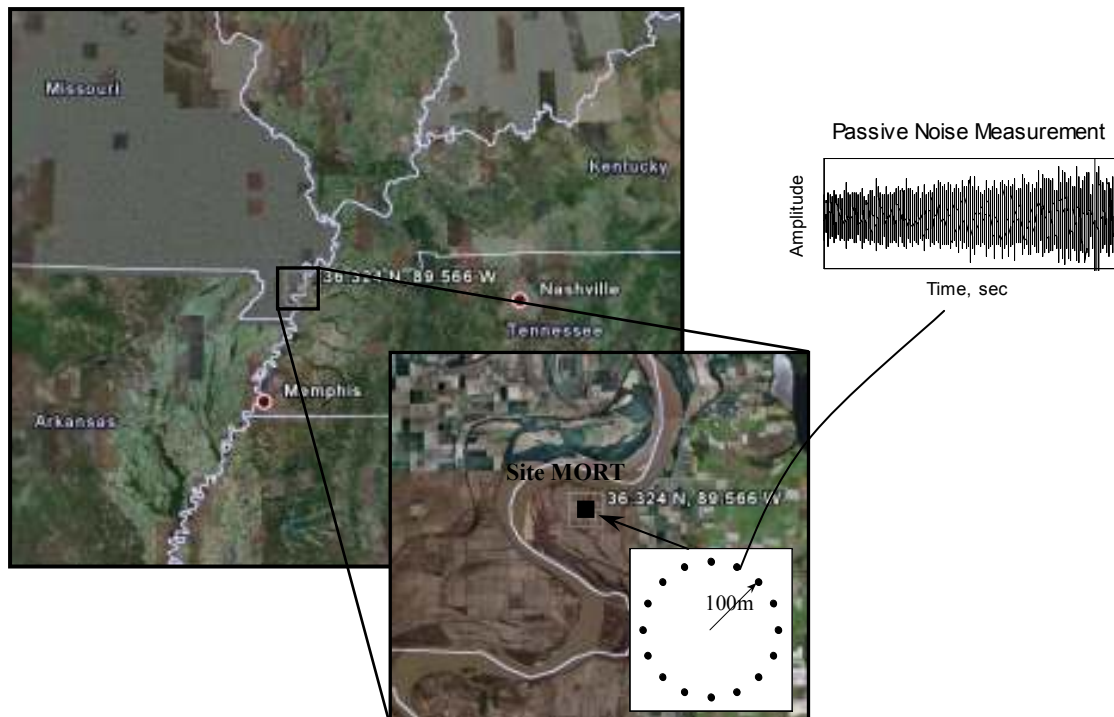 Missouri
Kentucky
36.324 N, 89.566 W
Nashville
Tennessee
Memphis
Arkansas
Passive Noise Measurement
Amplitude
Time, sec
Site MORT
36.324 N, 89.566 W
100m